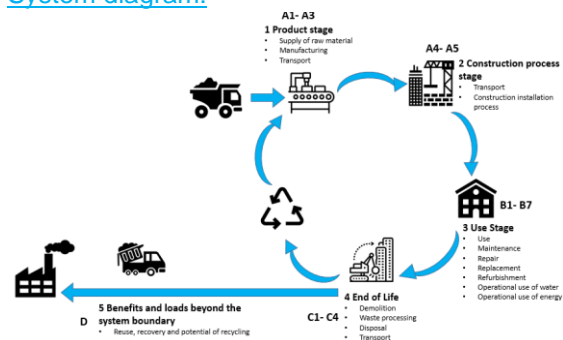 System diagram:
A1- A3
1 Product stage
• Supply of raw material
• Manufacturing
• Transport
A4- A5
2 Construction process
stage
• Transport
• Construction installation
process
B1- B7
3 Use Stage
• Use
• Maintenance
• Repair
• Replacement
• Refurbishment
• Operational use of water
• Operational use of energy
4 End of Life
C1- C4
• Demolition
• Waste processing
• Disposal
• Transport
D
5 Benefits and loads beyond the
system boundary
• Reuse, recovery and potential of recycling